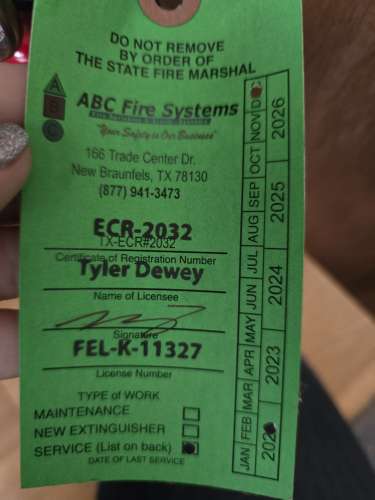 DO NOT REMOVE
BY ORDER OF
THE STATE FIRE MARSHAL
A
B
C
ABC Fire Systems
"Your Safety is Our Business"
166 Trade Center Dr.
New Braunfels, TX 78130
(877) 941-3473
ECR-2032
TX-ECR#2032
Certificate of Registration Number
Tyler Dewey
Name of Licensee
Signature
FEL-K-11327
License Number
TYPE OF WORK
MAINTENANCE
NEW EXTINGUISHER
SERVICE (List on back)
DATE OF LAST SERVICE
JAN FEB MAR APR MAY JUN JUL AUG SEP OCT NOV
2023 2024 2025 2026